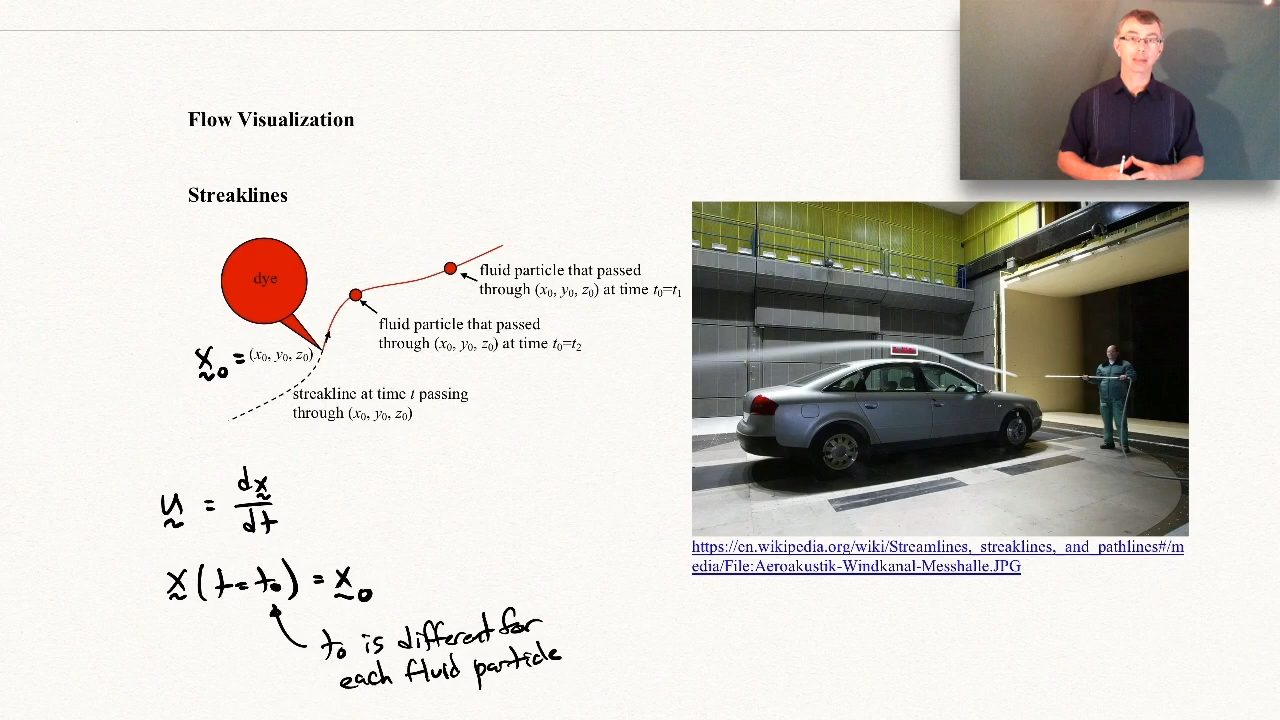 Flow Visualization
Streaklines
dye
fluid particle that passed
through (x₀, y₀, z₀) at time t₀=t₁
fluid particle that passed
through (x₀, y₀, z₀) at time t₀=t₂
x₀ = (x₀, y₀, z₀)
streakline at time t passing
through (x₀, y₀, z₀)
u = dx/dt
x(t=t₀) = x₀
t₀ is different for
each fluid particle
https://en.wikipedia.org/wiki/Streamlines,_streaklines,_and_pathlines#/m
edia/File:Aeroakustik-Windkanal-Messhalle.JPG